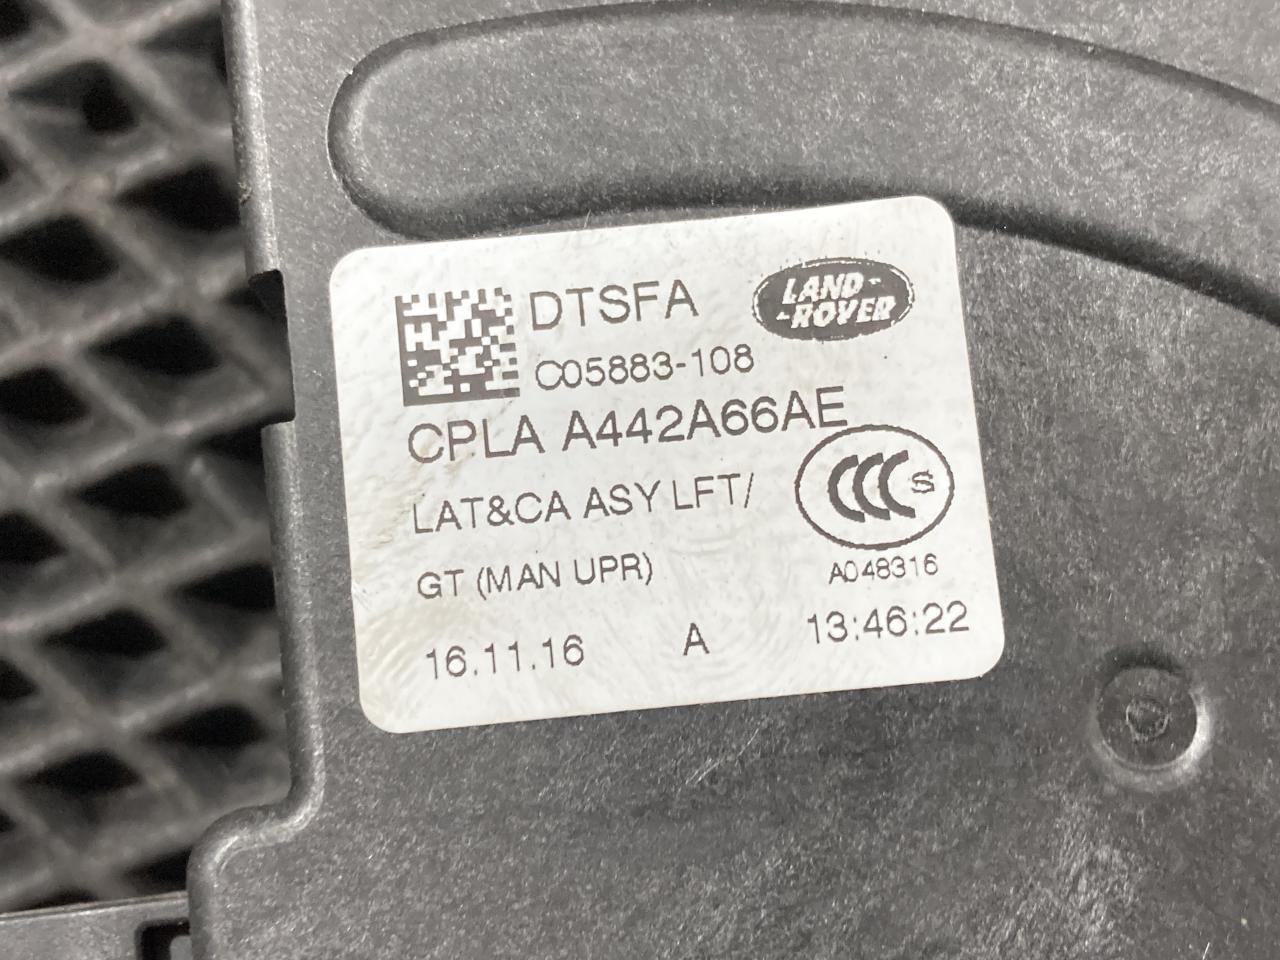 DTSFA
LAND-
-ROVER
C05883-108
CPLA A442A66AE
CCC S
LAT&CA ASY LFT/
GT (MAN UPR)
A048316
16.11.16 A 13:46:22